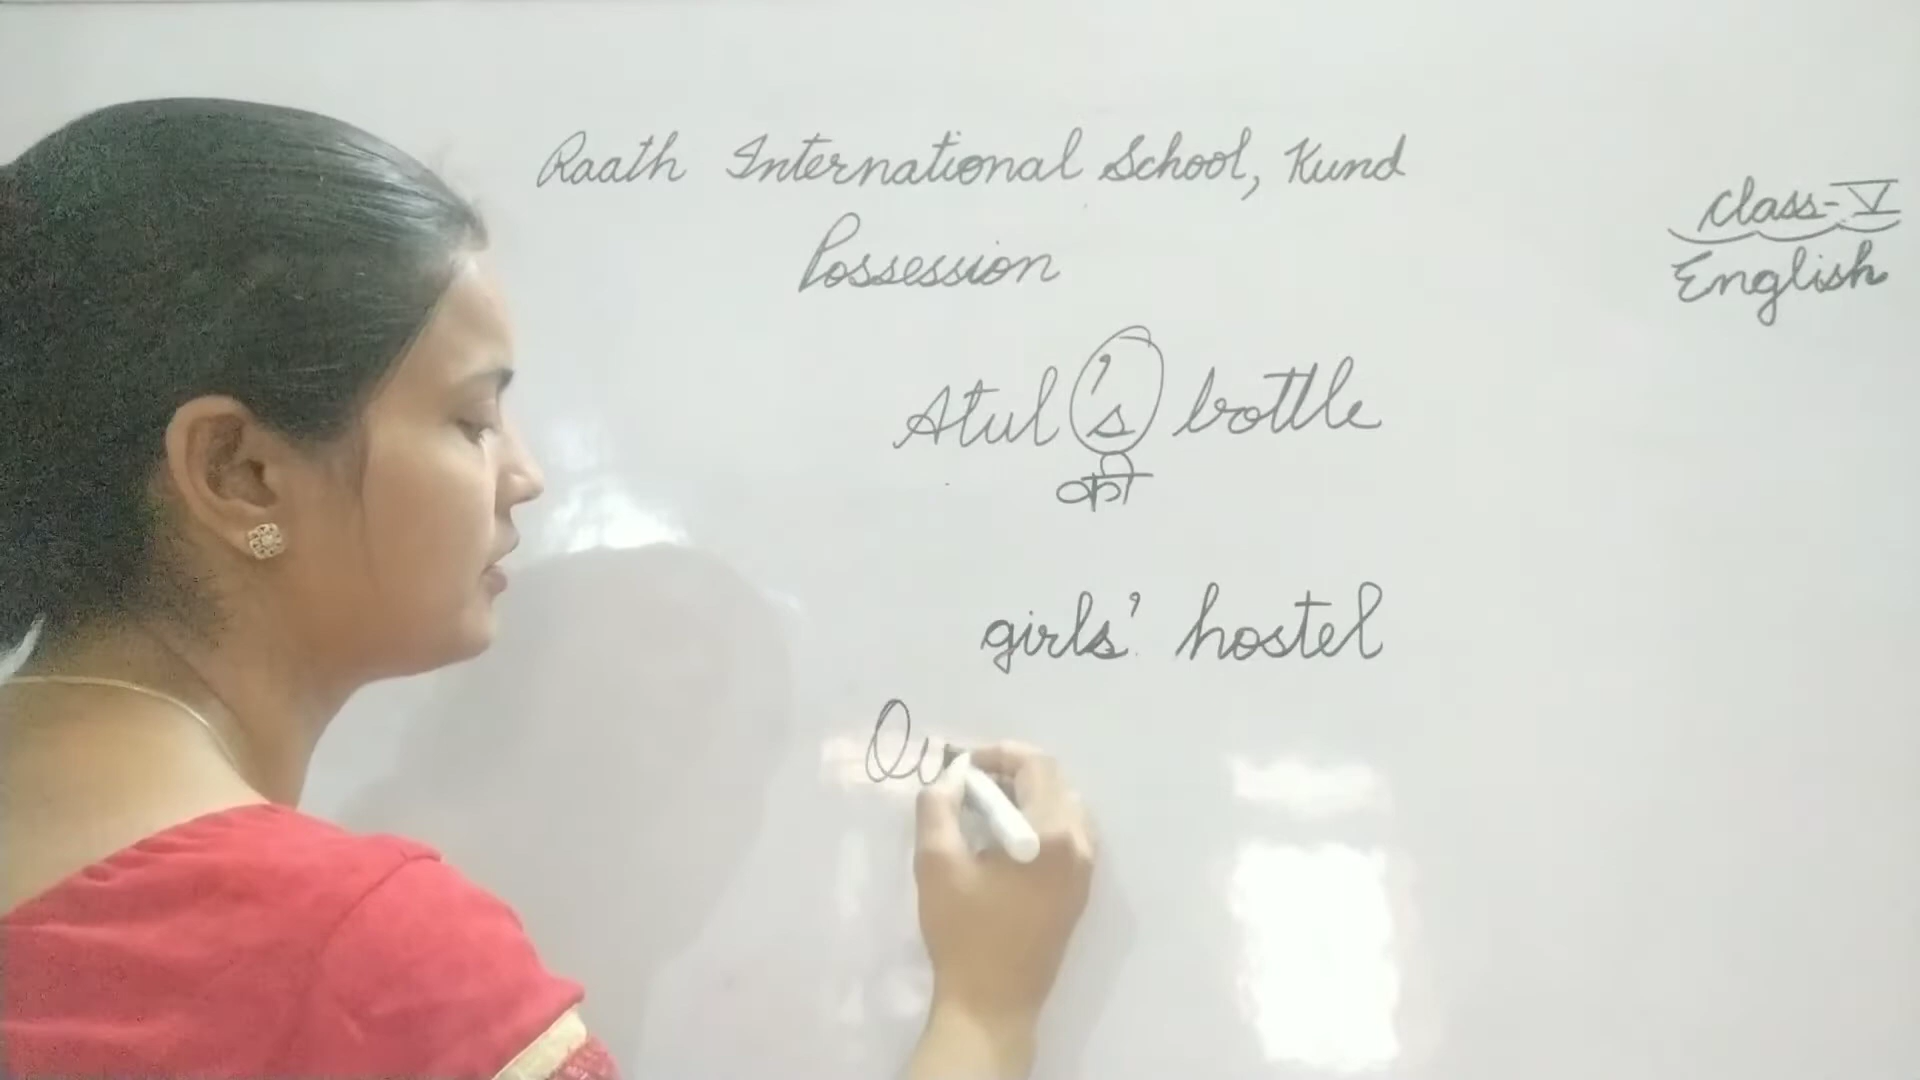 Raath International School, Kund
Possession
Class-V
English
Atul's bottle
की
girls' hostel